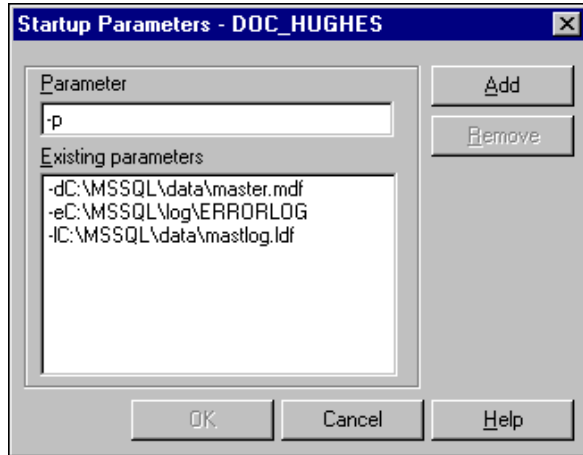 Startup Parameters - DOC_HUGHES
Parameter
Add
-p
Remove
Existing parameters
-dC:\MSSQL\data\master.mdf
-eC:\MSSQL\log\ERRORLOG
-lC:\MSSQL\data\mastlog.ldf
OK
Cancel
Help